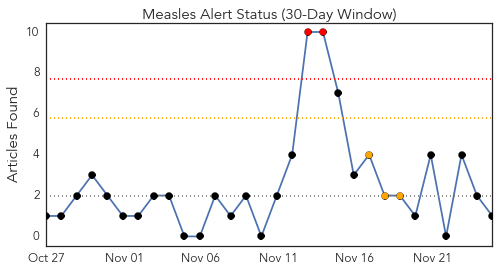 Measles Alert Status (30-Day Window)
Articles Found
10
8
6
4
2
0
Oct 27 Nov 01 Nov 06 Nov 11 Nov 16 Nov 21